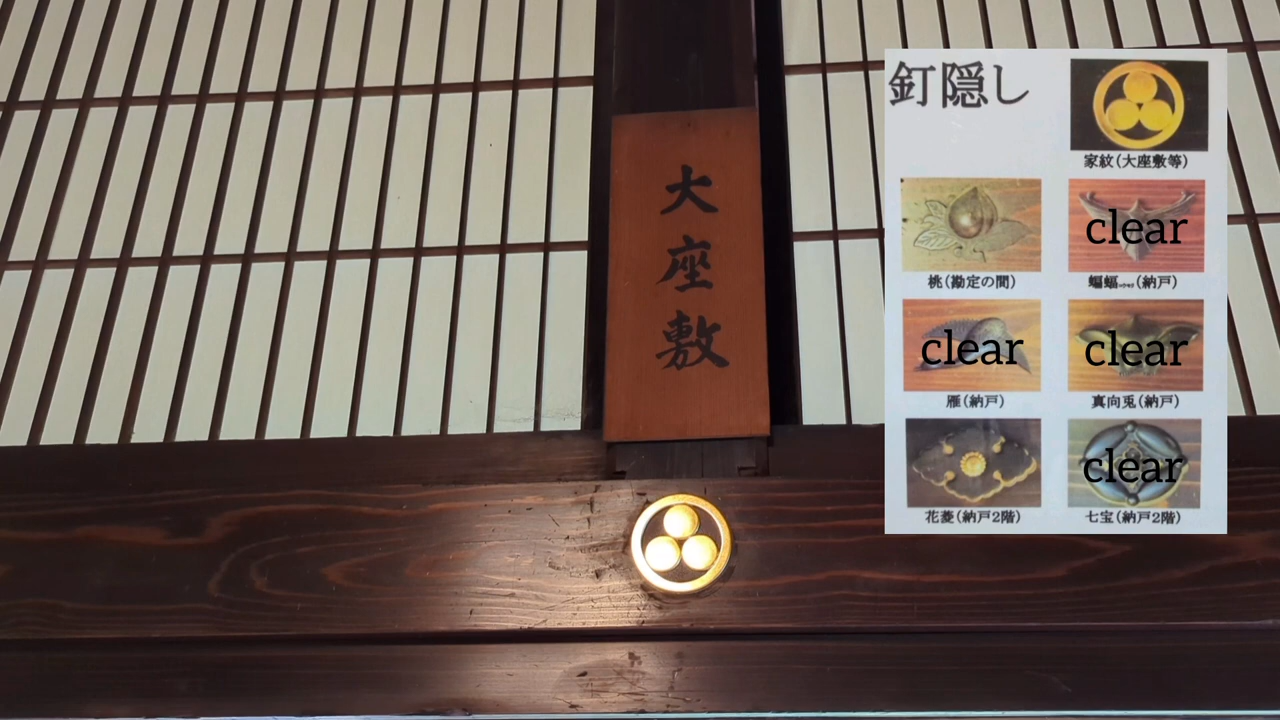 大座敷
釘隠し
家紋(大座敷等)
桃(勘定の間)
clear
蝙蝠(納戸)
clear
雁(納戸)
clear
真向兎(納戸)
花菱(納戸2階)
clear
七宝(納戸2階)